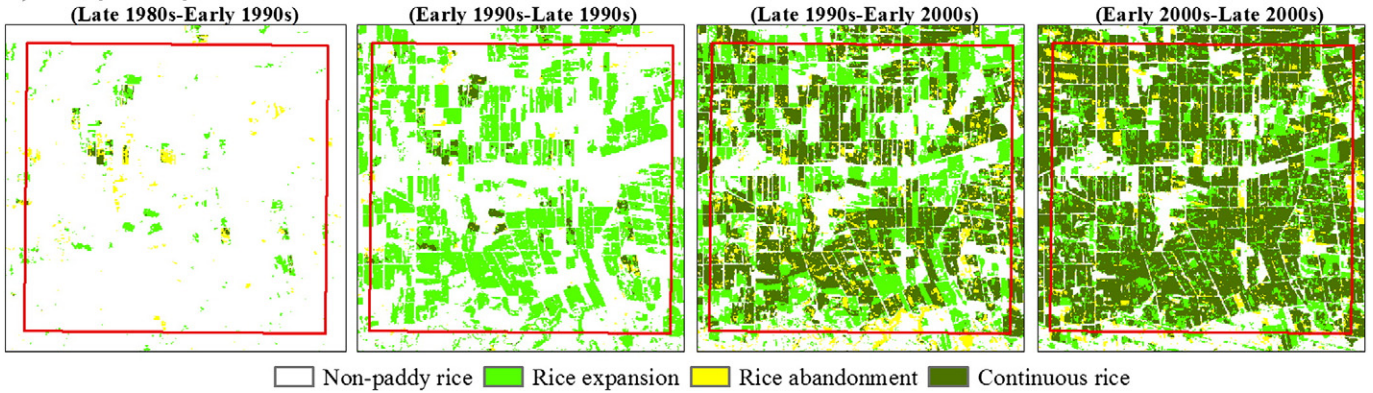 (Late 1980s-Early 1990s) (Early 1990s-Late 1990s) (Late 1990s-Early 2000s) (Early 2000s-Late 2000s)
Non-paddy rice Rice expansion Rice abandonment Continuous rice